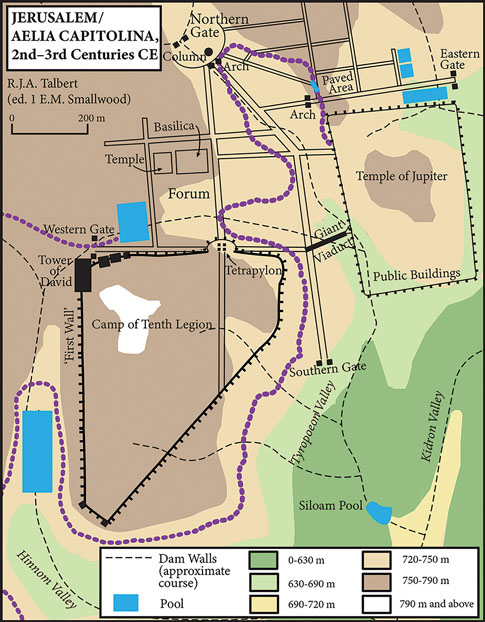 JERUSALEM/
AELIA CAPITOLINA,
2nd–3rd Centuries CE
R.J.A. Talbert
(ed. 1 E.M. Smallwood)
0 200 m
Northern
Gate
Column
Arch
Eastern
Gate
Paved
Area
Arch
Basilica
Temple
Temple of Jupiter
Forum
Western Gate
Giant
Viaduct
Tower
of
David
Tetrapylon
Public Buildings
'First Wall'
Camp of Tenth Legion
Southern Gate
Tyropoeon Valley
Kidron Valley
Siloam Pool
Hinnom Valley
Dam Walls
(approximate
course)
Pool
0-630 m
630-690 m
690-720 m
720-750 m
750-790 m
790 m and above